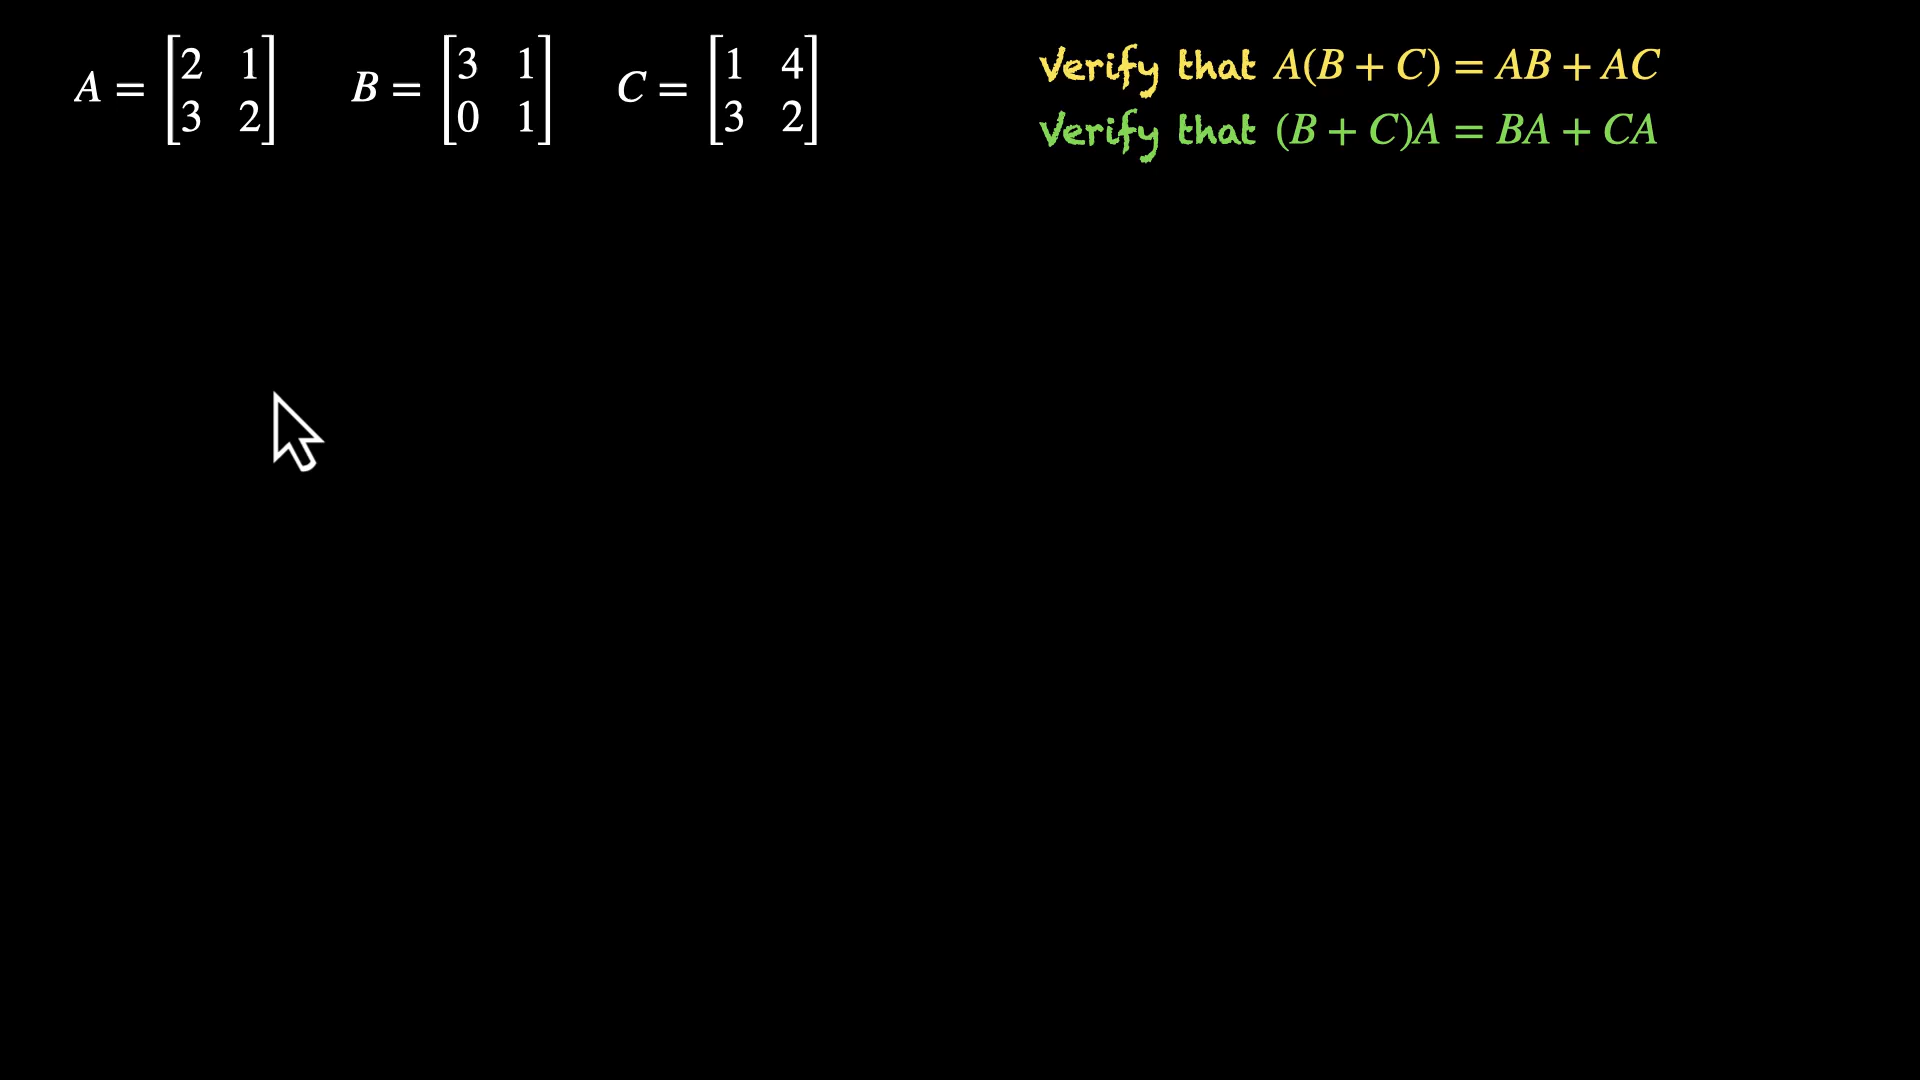 A = [2 1; 3 2] B = [3 1; 0 1] C = [1 4; 3 2]
Verify that A(B + C) = AB + AC
Verify that (B + C)A = BA + CA